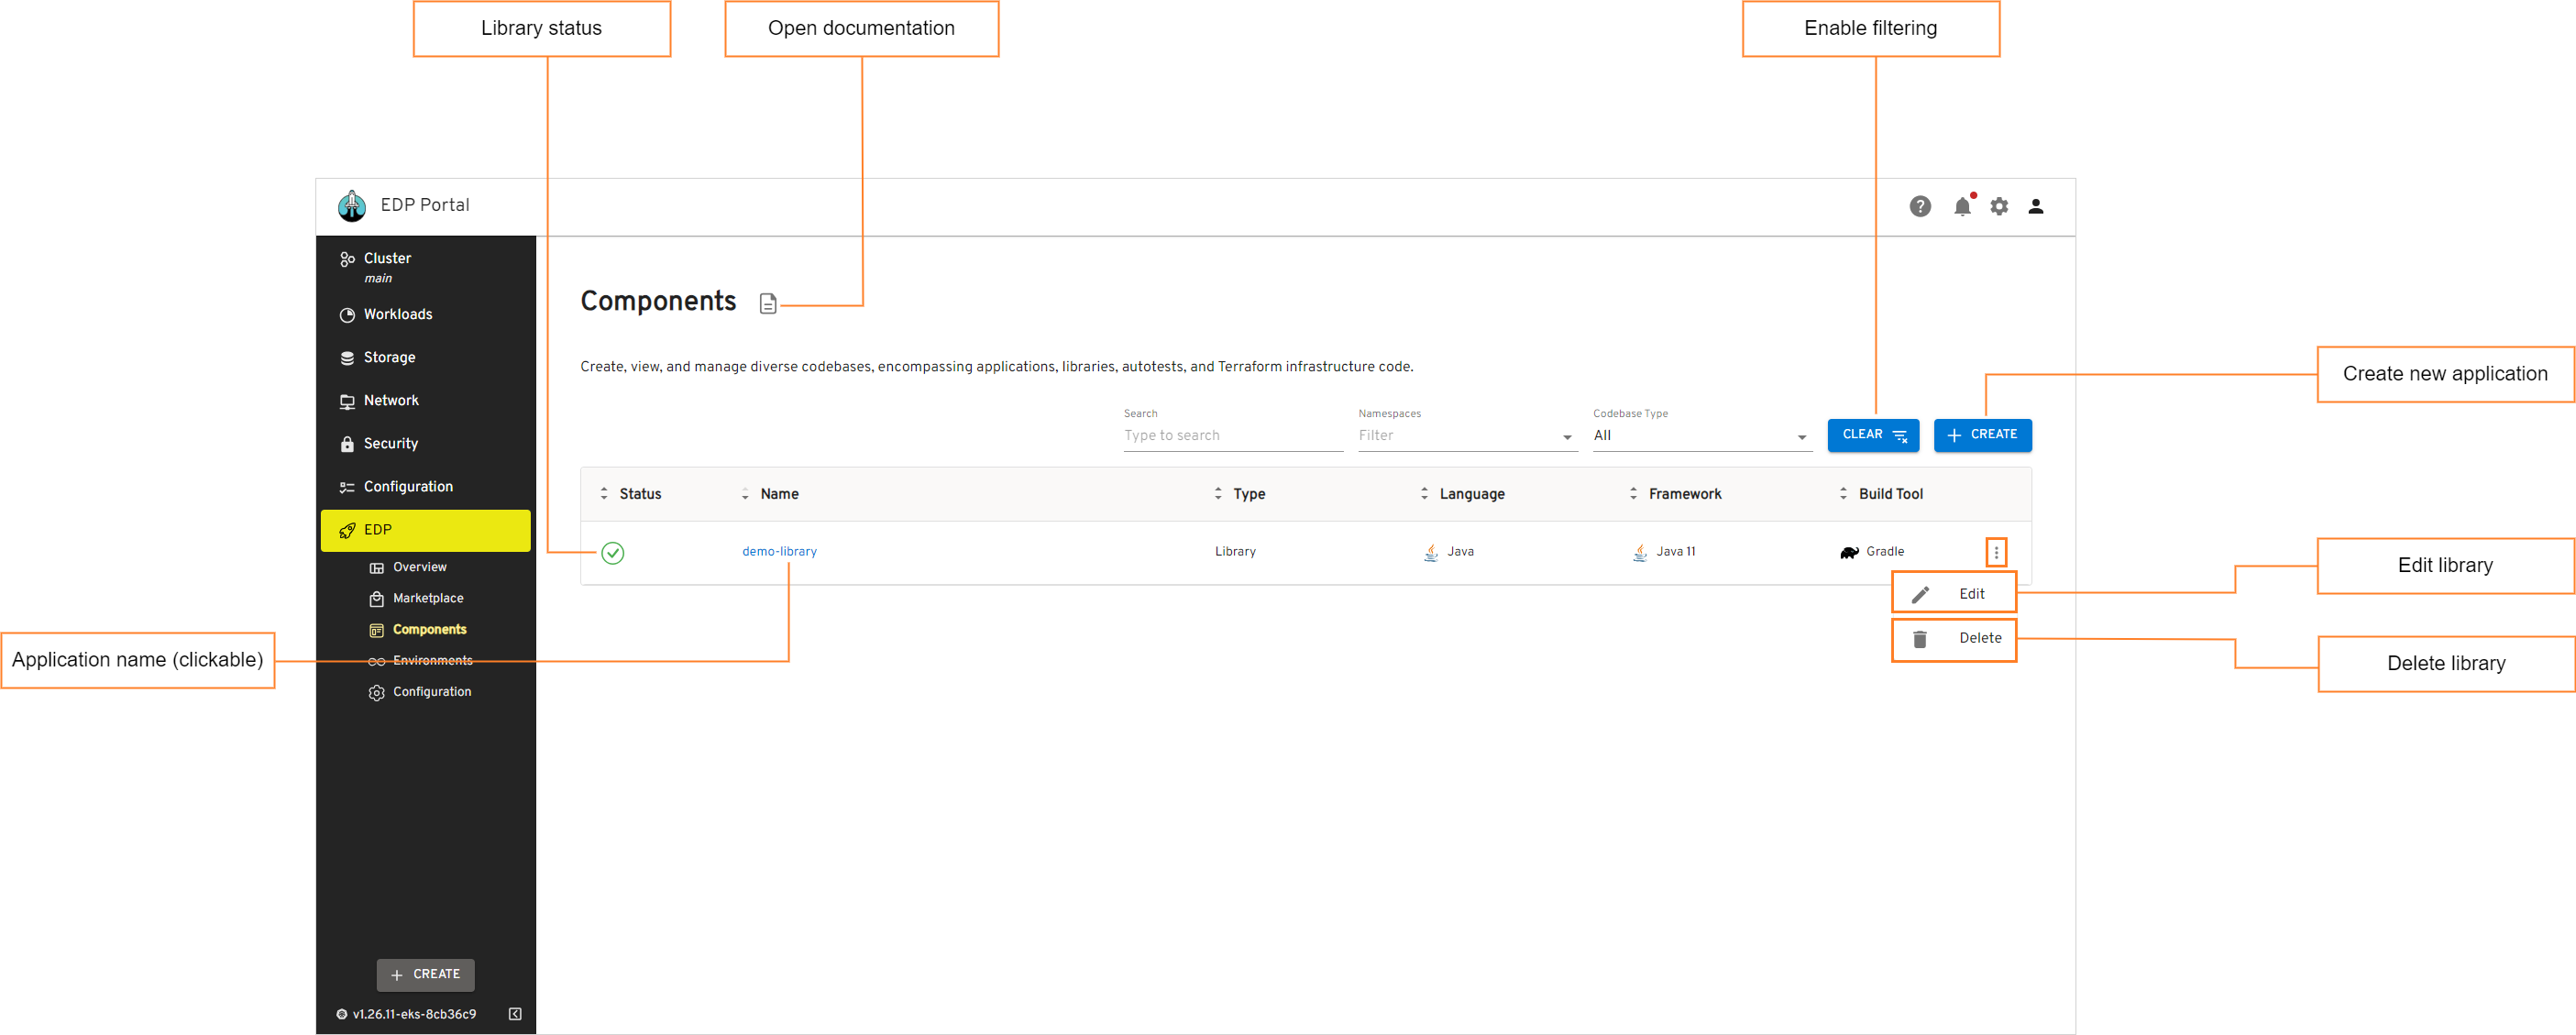 Library status
Open documentation
Enable filtering
EDP Portal
Cluster
main
Workloads
Storage
Network
Security
Configuration
EDP
Overview
Marketplace
Components
Environments
Configuration
+ CREATE
v1.26.11-eks-8cb36c9
Components
Create, view, and manage diverse codebases, encompassing applications, libraries, autotests, and Terraform infrastructure code.
Search
Type to search
Namespaces
Filter
Codebase Type
All
CLEAR
+ CREATE
Status Name Type Language Framework Build Tool
demo-library Library Java Java 11 Gradle
Edit
Delete
Create new application
Edit library
Delete library
Application name (clickable)